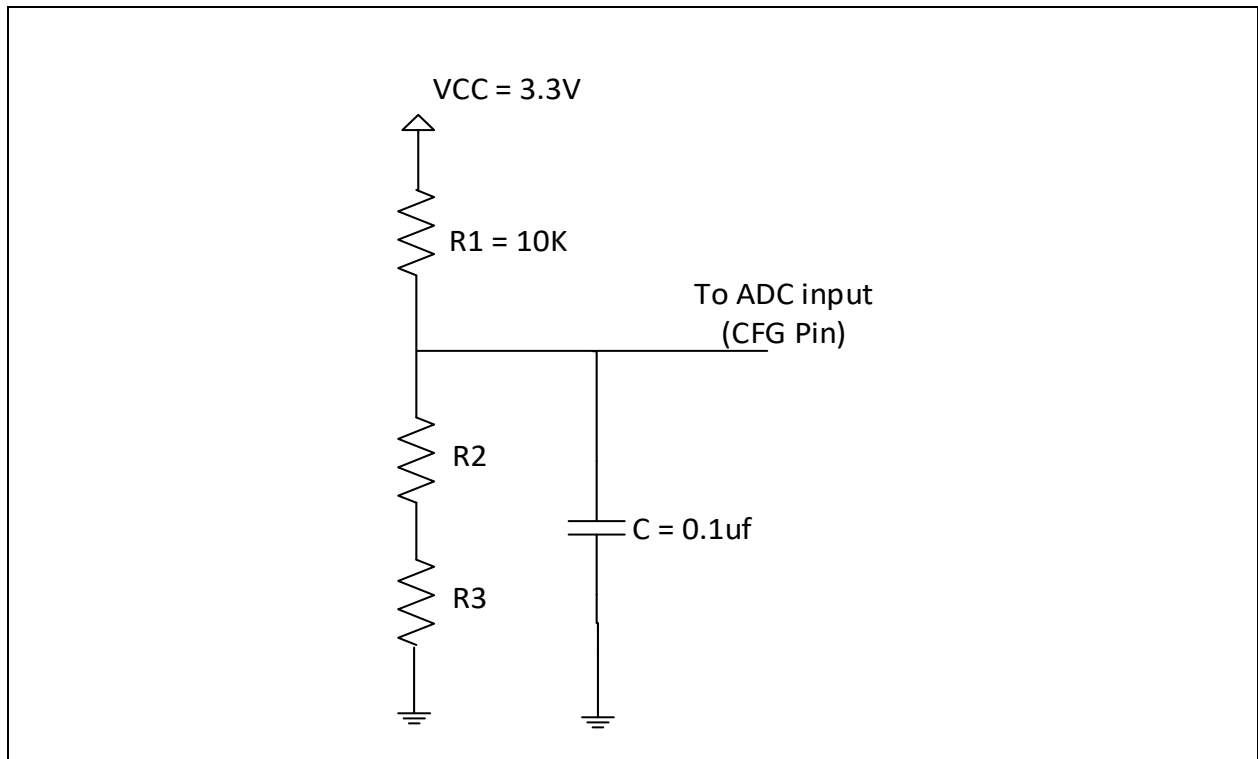 VCC = 3.3V
R1 = 10K
To ADC input
(CFG Pin)
R2
C = 0.1uf
R3